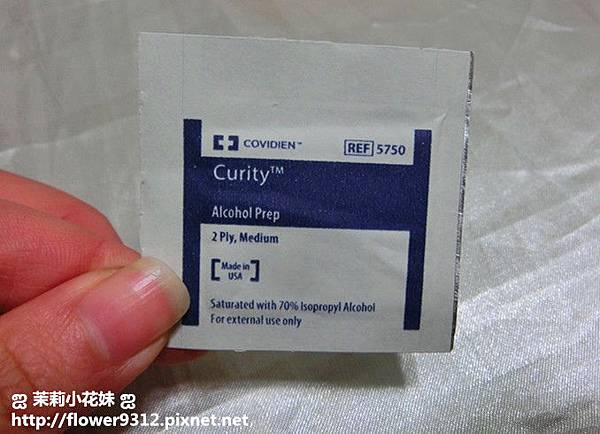 COVIDIEN™
REF 5750
Curity™
Alcohol Prep
2 Ply, Medium
Made in
USA
Saturated with 70% Isopropyl Alcohol
For external use only
ஐ 茉莉小花妹 ஐ
http://flower9312.pixnet.net,